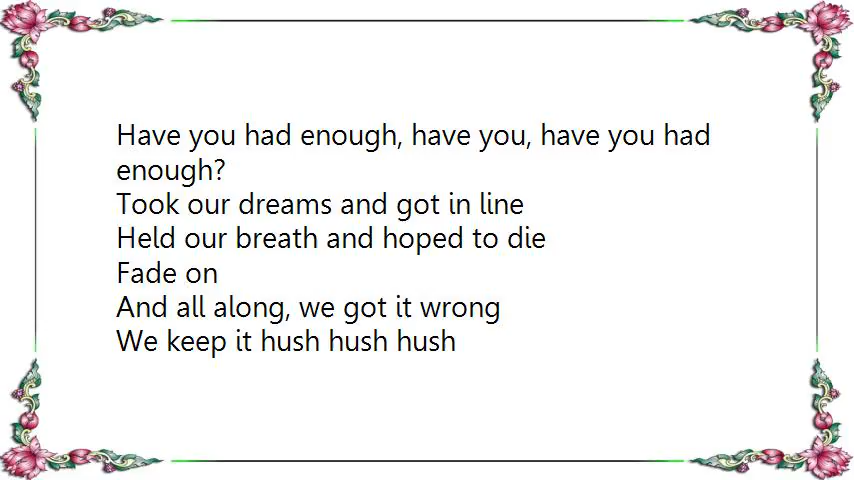 Have you had enough, have you, have you had
enough?
Took our dreams and got in line
Held our breath and hoped to die
Fade on
And all along, we got it wrong
We keep it hush hush hush